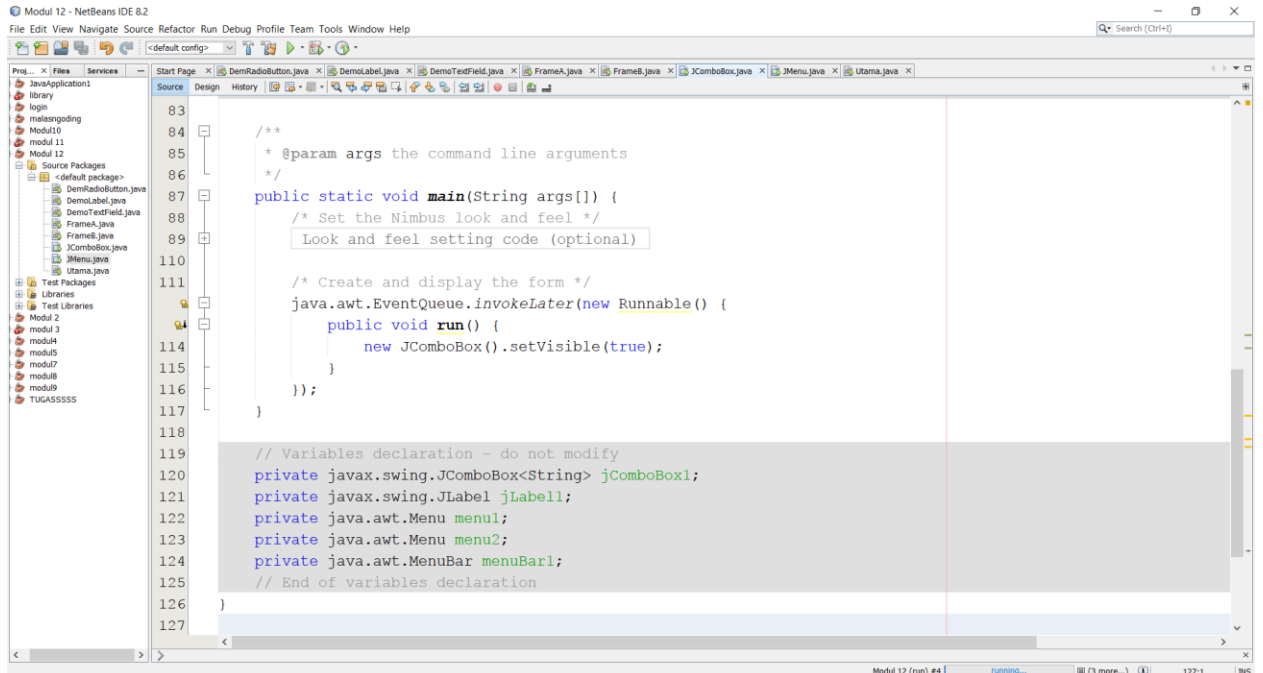 Modul 12 - NetBeans IDE 8.2
File Edit View Navigate Source Refactor Run Debug Profile Team Tools Window Help
Search (Ctrl+I)
<default config>
Proj... Files Services
Start Page DemRadioButton.java DemoLabel.java DemoTextField.java FrameA.java FrameB.java JComboBox.java JMenu.java Utama.java
Source Design History
JavaApplication1
library
login
malasngoding
Modul10
modul 11
Modul 12
Source Packages
<default package>
DemRadioButton.java
DemoLabel.java
DemoTextField.java
FrameA.java
FrameB.java
JComboBox.java
JMenu.java
Utama.java
Test Packages
Libraries
Test Libraries
Modul 2
modul 3
modul4
modul5
modul7
modul8
modul9
TUGASSSSS
83
84 /**
85 * @param args the command line arguments
86 */
87 public static void main(String args[]) {
88 /* Set the Nimbus look and feel */
89 Look and feel setting code (optional)
110
111 /* Create and display the form */
java.awt.EventQueue.invokeLater(new Runnable() {
public void run() {
114 new JComboBox().setVisible(true);
115 }
116 });
117 }
118
119 // Variables declaration - do not modify
120 private javax.swing.JComboBox<String> jComboBox1;
121 private javax.swing.JLabel jLabel1;
122 private java.awt.Menu menu1;
123 private java.awt.Menu menu2;
124 private java.awt.MenuBar menuBar1;
125 // End of variables declaration
126 }
127
Modul 12 (run) #4 running... (3 more...) 127:1 INS